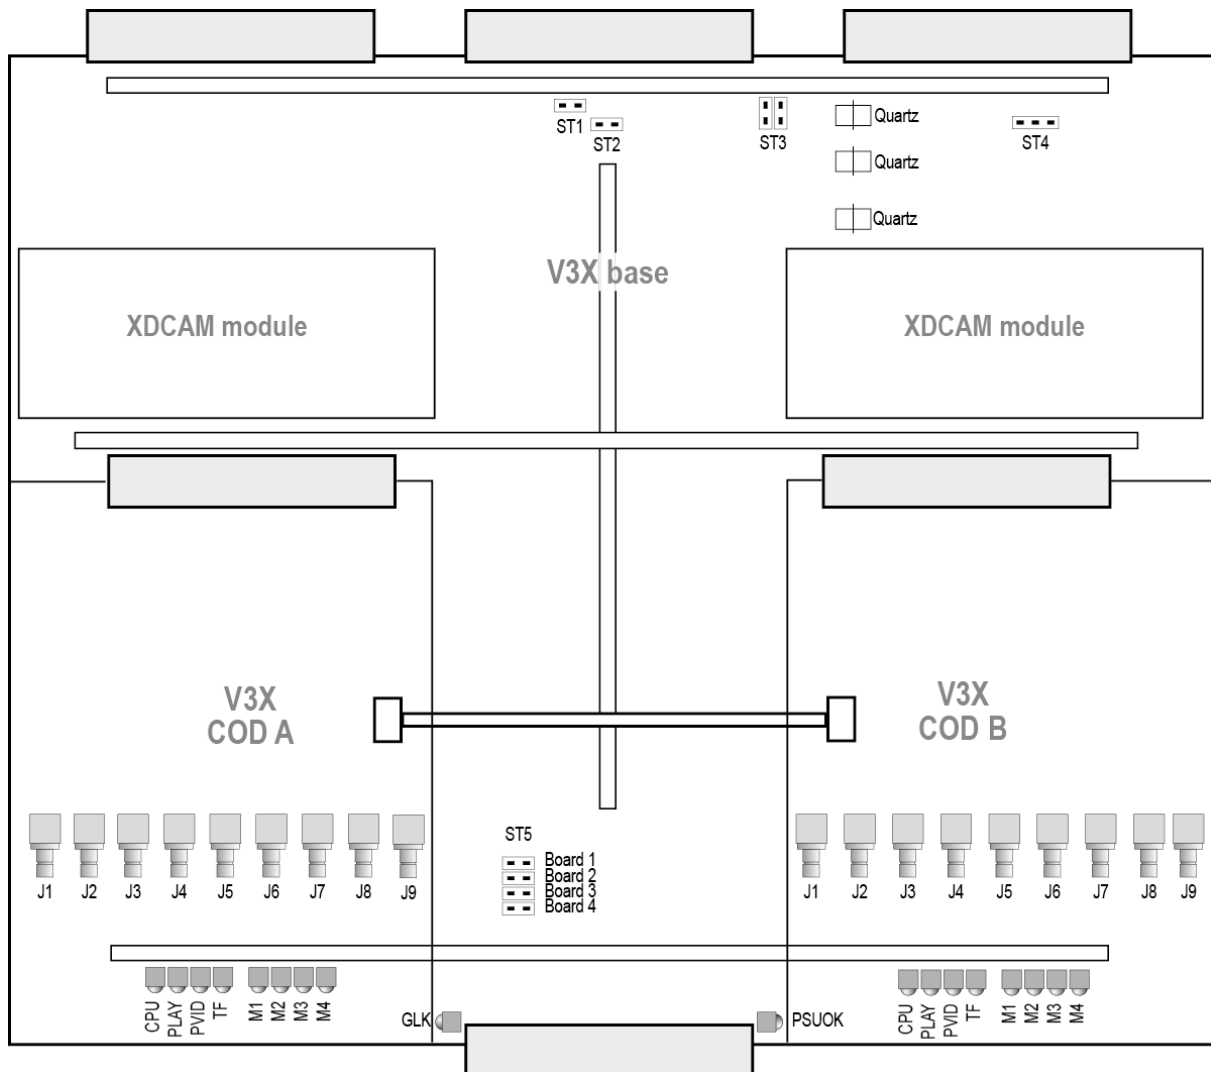 ST1
ST2
ST3
Quartz
ST4
Quartz
Quartz
V3X base
XDCAM module
XDCAM module
V3X
COD A
V3X
COD B
ST5
Board 1
Board 2
Board 3
Board 4
J1 J2 J3 J4 J5 J6 J7 J8 J9
J1 J2 J3 J4 J5 J6 J7 J8 J9
CPU
PLAY
PVID
TF
M1
M2
M3
M4
GLK
PSUOK
CPU
PLAY
PVID
TF
M1
M2
M3
M4